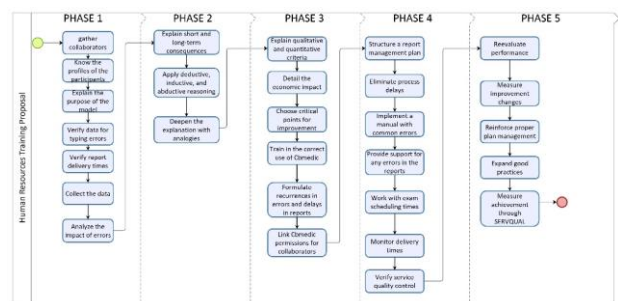 PHASE 1
PHASE 2
PHASE 3
PHASE 4
PHASE 5
Human Resources Training Proposal
gather
collaborators
Know the
profiles of the
participants
Explain the
purpose of the
model
Verify data for
typing errors
Verify report
delivery times
Collect the data
Analyze the
impact of errors
Explain short and
long-term
consequences
Apply deductive,
inductive, and
abductive reasoning
Deepen the
explanation with
analogies
Explain qualitative
and quantitative
criteria
Detail the
economic impact
Choose critical
points for
improvement
Train in the correct
use of Cbmedic
Formulate
recurrences in
errors and delays
in reports
Link Cbmedic
permissions for
collaborators
Structure a report
management plan
Eliminate process
delays
Implement a
manual with
common errors
Provide support for
any errors in the
reports
Work with exam
scheduling times
Monitor delivery
times
Verify service
quality control
Reevaluate
performance
Measure
improvement
changes
Reinforce proper
plan management
Expand good
practices
Measure
achievement
through
SERVQUAL